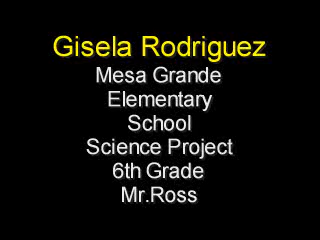 Gisela Rodriguez
Mesa Grande
Elementary
School
Science Project
6th Grade
Mr.Ross